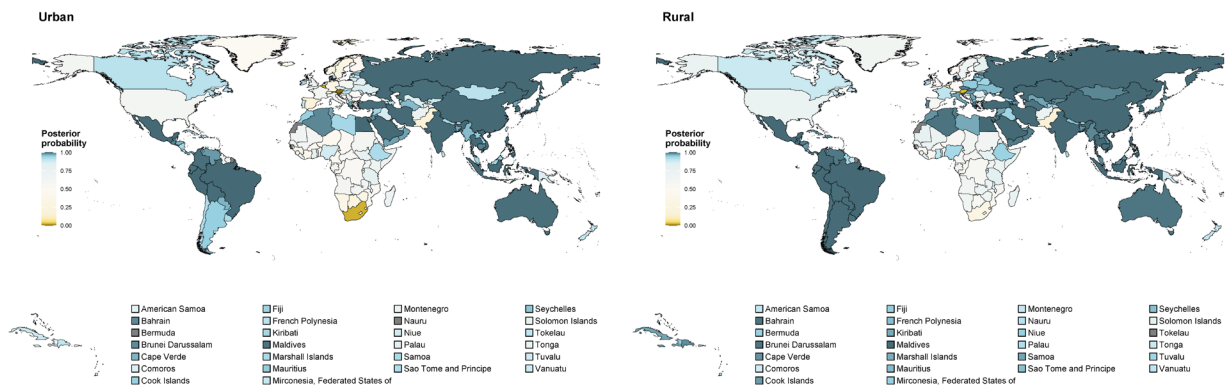 Urban
Posterior
probability
1.00
0.75
0.50
0.25
0.00
American Samoa
Bahrain
Bermuda
Brunei Darussalam
Cape Verde
Comoros
Cook Islands
Fiji
French Polynesia
Kiribati
Maldives
Marshall Islands
Mauritius
Mirconesia, Federated States of
Montenegro
Nauru
Niue
Palau
Samoa
Sao Tome and Principe
Seychelles
Solomon Islands
Tokelau
Tonga
Tuvalu
Vanuatu
Rural
Posterior
probability
1.00
0.75
0.50
0.25
0.00
American Samoa
Bahrain
Bermuda
Brunei Darussalam
Cape Verde
Comoros
Cook Islands
Fiji
French Polynesia
Kiribati
Maldives
Marshall Islands
Mauritius
Mirconesia, Federated States of
Montenegro
Nauru
Niue
Palau
Samoa
Sao Tome and Principe
Seychelles
Solomon Islands
Tokelau
Tonga
Tuvalu
Vanuatu